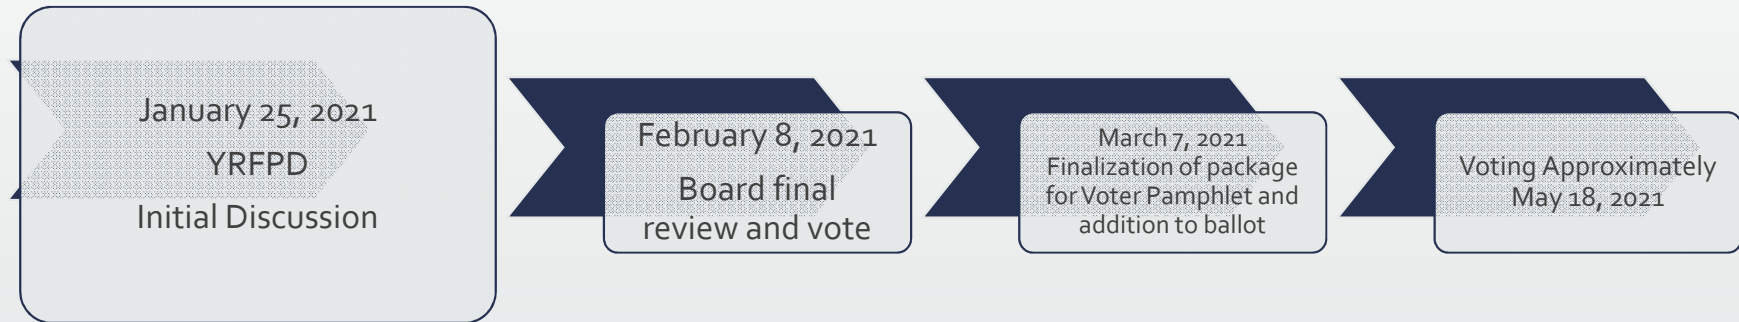 January 25, 2021
YRFPD
Initial Discussion
February 8, 2021
Board final
review and vote
March 7, 2021
Finalization of package
for Voter Pamphlet and
addition to ballot
Voting Approximately
May 18, 2021